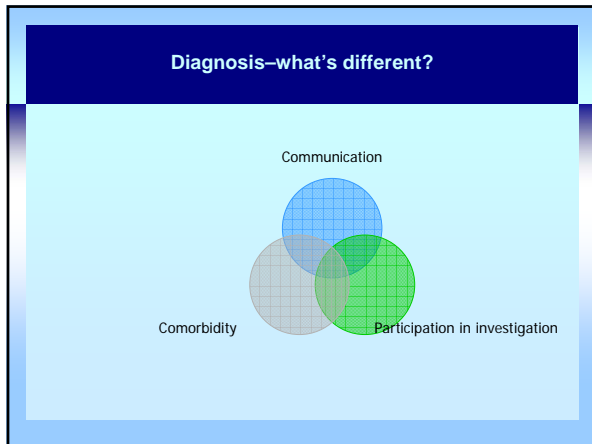 Diagnosis–what's different?
Communication
Comorbidity
Participation in investigation